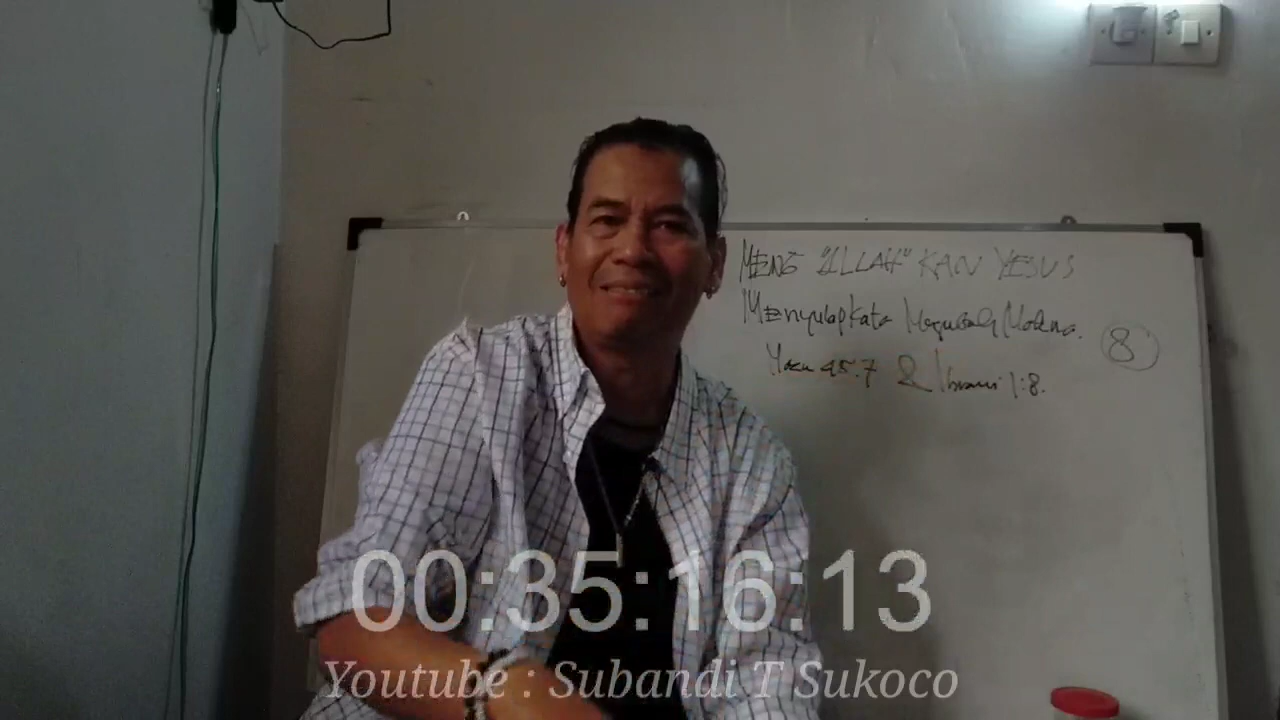 MENG "ALLAH" KAN YESUS
Menyulap Kata Mengubah Makna.
8
45.7 & Ibrani 1:8.
00:35:16:13
Youtube : Subandi T Sukoco